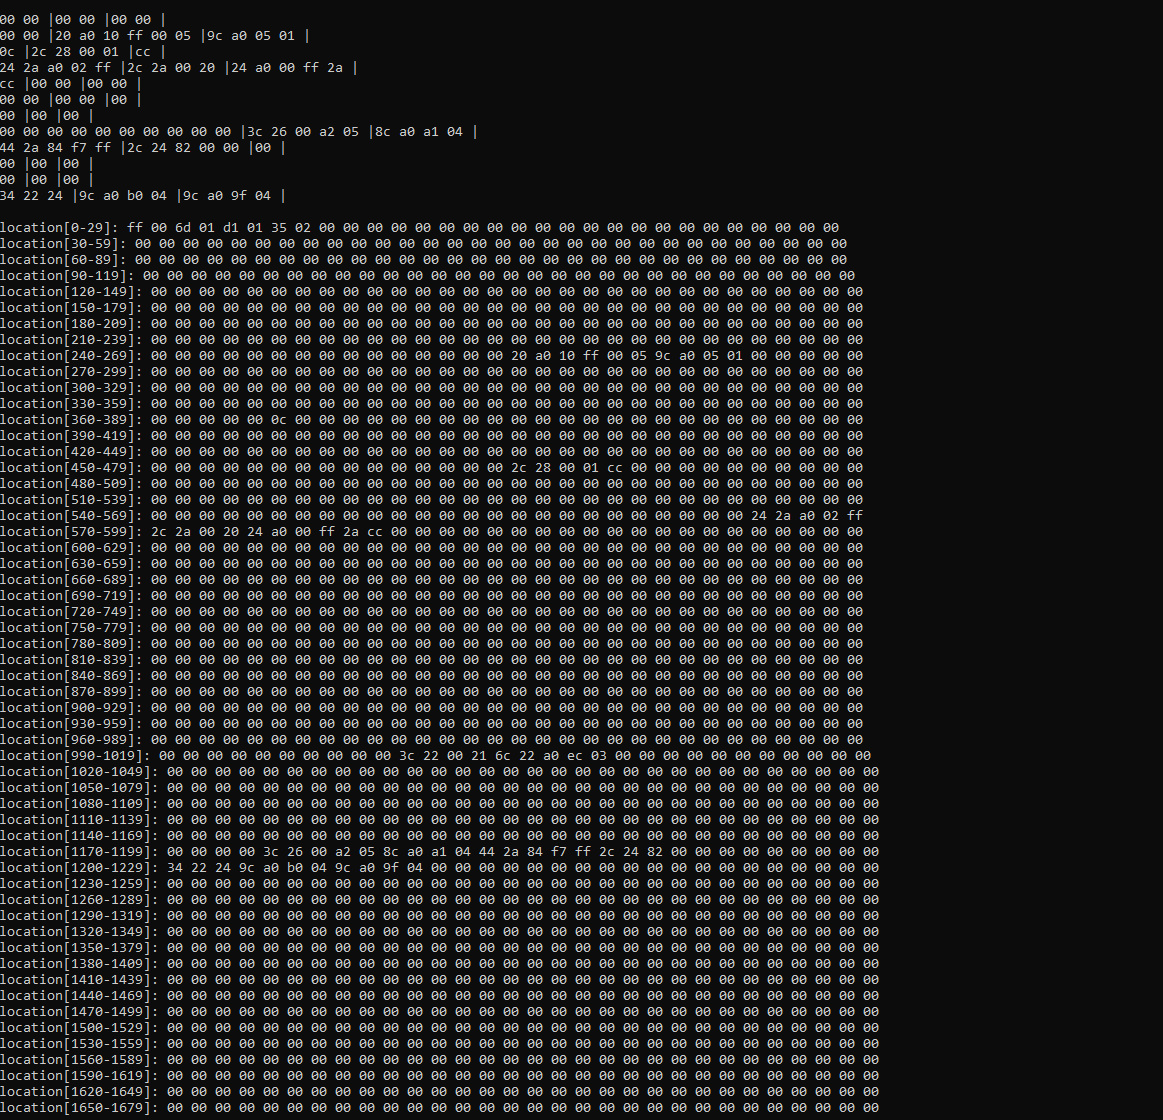 00 00 |00 00 |00 00 |
00 00 |20 a0 10 ff 00 05 |9c a0 05 01 |
0c |2c 28 00 01 |cc |
24 2a a0 02 ff |2c 2a 00 20 |24 a0 00 ff 2a |
cc |00 00 |00 00 |
00 00 |00 00 |00 |
00 |00 |00 |
00 00 00 00 00 00 00 00 00 00 |3c 26 00 a2 05 |8c a0 a1 04 |
44 2a 84 f7 ff |2c 24 82 00 00 |00 |
00 |00 |00 |
00 |00 |00 |
34 22 24 |9c a0 b0 04 |9c a0 9f 04 |
location[0-29]: ff 00 6d 01 d1 01 35 02 00 00 00 00 00 00 00 00 00 00 00 00 00 00 00 00 00 00 00 00 00 00
location[30-59]: 00 00 00 00 00 00 00 00 00 00 00 00 00 00 00 00 00 00 00 00 00 00 00 00 00 00 00 00 00 00
location[60-89]: 00 00 00 00 00 00 00 00 00 00 00 00 00 00 00 00 00 00 00 00 00 00 00 00 00 00 00 00 00 00
location[90-119]: 00 00 00 00 00 00 00 00 00 00 00 00 00 00 00 00 00 00 00 00 00 00 00 00 00 00 00 00 00 00
location[120-149]: 00 00 00 00 00 00 00 00 00 00 00 00 00 00 00 00 00 00 00 00 00 00 00 00 00 00 00 00 00 00
location[150-179]: 00 00 00 00 00 00 00 00 00 00 00 00 00 00 00 00 00 00 00 00 00 00 00 00 00 00 00 00 00 00
location[180-209]: 00 00 00 00 00 00 00 00 00 00 00 00 00 00 00 00 00 00 00 00 00 00 00 00 00 00 00 00 00 00
location[210-239]: 00 00 00 00 00 00 00 00 00 00 00 00 00 00 00 00 00 00 00 00 00 00 00 00 00 00 00 00 00 00
location[240-269]: 00 00 00 00 00 00 00 00 00 00 00 00 00 00 00 20 a0 10 ff 00 05 9c a0 05 01 00 00 00 00 00
location[270-299]: 00 00 00 00 00 00 00 00 00 00 00 00 00 00 00 00 00 00 00 00 00 00 00 00 00 00 00 00 00 00
location[300-329]: 00 00 00 00 00 00 00 00 00 00 00 00 00 00 00 00 00 00 00 00 00 00 00 00 00 00 00 00 00 00
location[330-359]: 00 00 00 00 00 00 00 00 00 00 00 00 00 00 00 00 00 00 00 00 00 00 00 00 00 00 00 00 00 00
location[360-389]: 00 00 00 00 00 0c 00 00 00 00 00 00 00 00 00 00 00 00 00 00 00 00 00 00 00 00 00 00 00 00
location[390-419]: 00 00 00 00 00 00 00 00 00 00 00 00 00 00 00 00 00 00 00 00 00 00 00 00 00 00 00 00 00 00
location[420-449]: 00 00 00 00 00 00 00 00 00 00 00 00 00 00 00 00 00 00 00 00 00 00 00 00 00 00 00 00 00 00
location[450-479]: 00 00 00 00 00 00 00 00 00 00 00 00 00 00 00 2c 28 00 01 cc 00 00 00 00 00 00 00 00 00 00
location[480-509]: 00 00 00 00 00 00 00 00 00 00 00 00 00 00 00 00 00 00 00 00 00 00 00 00 00 00 00 00 00 00
location[510-539]: 00 00 00 00 00 00 00 00 00 00 00 00 00 00 00 00 00 00 00 00 00 00 00 00 00 00 00 00 00 00
location[540-569]: 00 00 00 00 00 00 00 00 00 00 00 00 00 00 00 00 00 00 00 00 00 00 00 00 00 24 2a a0 02 ff
location[570-599]: 2c 2a 00 20 24 a0 00 ff 2a cc 00 00 00 00 00 00 00 00 00 00 00 00 00 00 00 00 00 00 00 00
location[600-629]: 00 00 00 00 00 00 00 00 00 00 00 00 00 00 00 00 00 00 00 00 00 00 00 00 00 00 00 00 00 00
location[630-659]: 00 00 00 00 00 00 00 00 00 00 00 00 00 00 00 00 00 00 00 00 00 00 00 00 00 00 00 00 00 00
location[660-689]: 00 00 00 00 00 00 00 00 00 00 00 00 00 00 00 00 00 00 00 00 00 00 00 00 00 00 00 00 00 00
location[690-719]: 00 00 00 00 00 00 00 00 00 00 00 00 00 00 00 00 00 00 00 00 00 00 00 00 00 00 00 00 00 00
location[720-749]: 00 00 00 00 00 00 00 00 00 00 00 00 00 00 00 00 00 00 00 00 00 00 00 00 00 00 00 00 00 00
location[750-779]: 00 00 00 00 00 00 00 00 00 00 00 00 00 00 00 00 00 00 00 00 00 00 00 00 00 00 00 00 00 00
location[780-809]: 00 00 00 00 00 00 00 00 00 00 00 00 00 00 00 00 00 00 00 00 00 00 00 00 00 00 00 00 00 00
location[810-839]: 00 00 00 00 00 00 00 00 00 00 00 00 00 00 00 00 00 00 00 00 00 00 00 00 00 00 00 00 00 00
location[840-869]: 00 00 00 00 00 00 00 00 00 00 00 00 00 00 00 00 00 00 00 00 00 00 00 00 00 00 00 00 00 00
location[870-899]: 00 00 00 00 00 00 00 00 00 00 00 00 00 00 00 00 00 00 00 00 00 00 00 00 00 00 00 00 00 00
location[900-929]: 00 00 00 00 00 00 00 00 00 00 00 00 00 00 00 00 00 00 00 00 00 00 00 00 00 00 00 00 00 00
location[930-959]: 00 00 00 00 00 00 00 00 00 00 00 00 00 00 00 00 00 00 00 00 00 00 00 00 00 00 00 00 00 00
location[960-989]: 00 00 00 00 00 00 00 00 00 00 00 00 00 00 00 00 00 00 00 00 00 00 00 00 00 00 00 00 00 00
location[990-1019]: 00 00 00 00 00 00 00 00 00 00 3c 22 00 21 6c 22 a0 ec 03 00 00 00 00 00 00 00 00 00 00 00
location[1020-1049]: 00 00 00 00 00 00 00 00 00 00 00 00 00 00 00 00 00 00 00 00 00 00 00 00 00 00 00 00 00 00
location[1050-1079]: 00 00 00 00 00 00 00 00 00 00 00 00 00 00 00 00 00 00 00 00 00 00 00 00 00 00 00 00 00 00
location[1080-1109]: 00 00 00 00 00 00 00 00 00 00 00 00 00 00 00 00 00 00 00 00 00 00 00 00 00 00 00 00 00 00
location[1110-1139]: 00 00 00 00 00 00 00 00 00 00 00 00 00 00 00 00 00 00 00 00 00 00 00 00 00 00 00 00 00 00
location[1140-1169]: 00 00 00 00 00 00 00 00 00 00 00 00 00 00 00 00 00 00 00 00 00 00 00 00 00 00 00 00 00 00
location[1170-1199]: 00 00 00 00 3c 26 00 a2 05 8c a0 a1 04 44 2a 84 f7 ff 2c 24 82 00 00 00 00 00 00 00 00 00
location[1200-1229]: 34 22 24 9c a0 b0 04 9c a0 9f 04 00 00 00 00 00 00 00 00 00 00 00 00 00 00 00 00 00 00 00
location[1230-1259]: 00 00 00 00 00 00 00 00 00 00 00 00 00 00 00 00 00 00 00 00 00 00 00 00 00 00 00 00 00 00
location[1260-1289]: 00 00 00 00 00 00 00 00 00 00 00 00 00 00 00 00 00 00 00 00 00 00 00 00 00 00 00 00 00 00
location[1290-1319]: 00 00 00 00 00 00 00 00 00 00 00 00 00 00 00 00 00 00 00 00 00 00 00 00 00 00 00 00 00 00
location[1320-1349]: 00 00 00 00 00 00 00 00 00 00 00 00 00 00 00 00 00 00 00 00 00 00 00 00 00 00 00 00 00 00
location[1350-1379]: 00 00 00 00 00 00 00 00 00 00 00 00 00 00 00 00 00 00 00 00 00 00 00 00 00 00 00 00 00 00
location[1380-1409]: 00 00 00 00 00 00 00 00 00 00 00 00 00 00 00 00 00 00 00 00 00 00 00 00 00 00 00 00 00 00
location[1410-1439]: 00 00 00 00 00 00 00 00 00 00 00 00 00 00 00 00 00 00 00 00 00 00 00 00 00 00 00 00 00 00
location[1440-1469]: 00 00 00 00 00 00 00 00 00 00 00 00 00 00 00 00 00 00 00 00 00 00 00 00 00 00 00 00 00 00
location[1470-1499]: 00 00 00 00 00 00 00 00 00 00 00 00 00 00 00 00 00 00 00 00 00 00 00 00 00 00 00 00 00 00
location[1500-1529]: 00 00 00 00 00 00 00 00 00 00 00 00 00 00 00 00 00 00 00 00 00 00 00 00 00 00 00 00 00 00
location[1530-1559]: 00 00 00 00 00 00 00 00 00 00 00 00 00 00 00 00 00 00 00 00 00 00 00 00 00 00 00 00 00 00
location[1560-1589]: 00 00 00 00 00 00 00 00 00 00 00 00 00 00 00 00 00 00 00 00 00 00 00 00 00 00 00 00 00 00
location[1590-1619]: 00 00 00 00 00 00 00 00 00 00 00 00 00 00 00 00 00 00 00 00 00 00 00 00 00 00 00 00 00 00
location[1620-1649]: 00 00 00 00 00 00 00 00 00 00 00 00 00 00 00 00 00 00 00 00 00 00 00 00 00 00 00 00 00 00
location[1650-1679]: 00 00 00 00 00 00 00 00 00 00 00 00 00 00 00 00 00 00 00 00 00 00 00 00 00 00 00 00 00 00